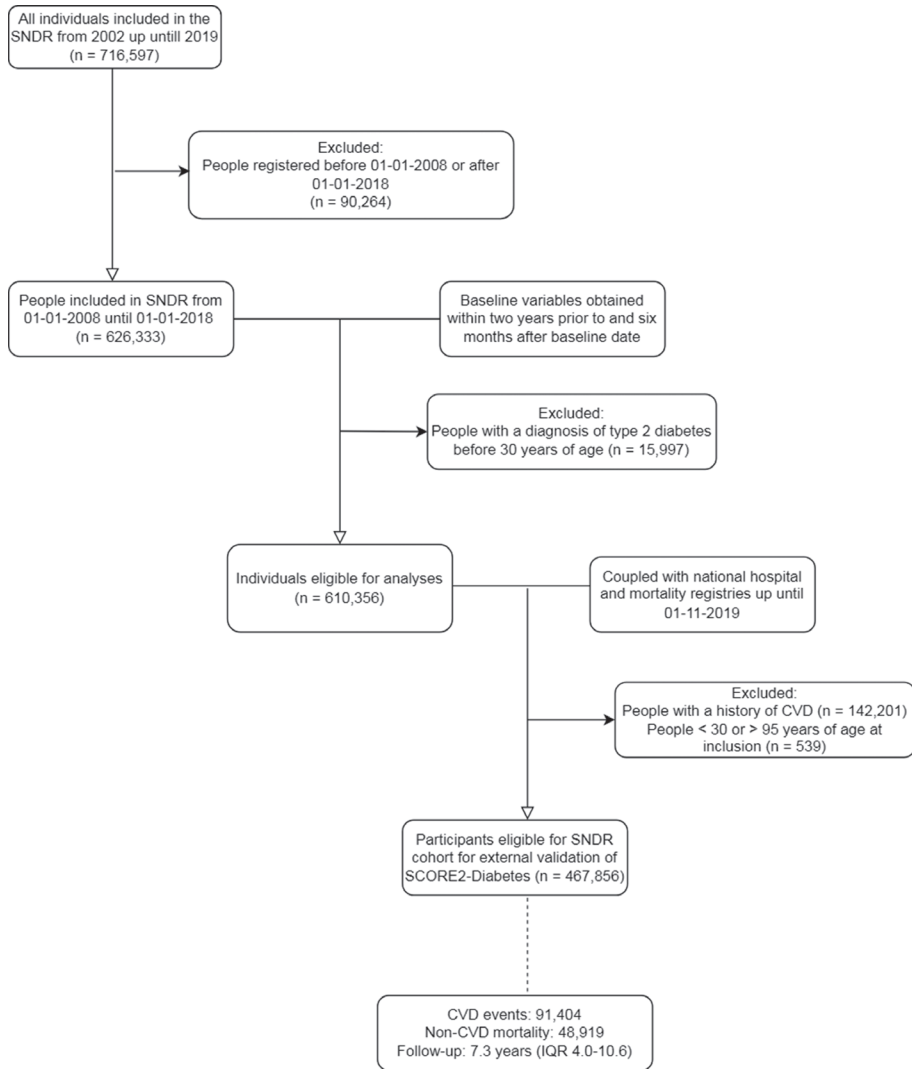 All individuals included in the
SNDR from 2002 up untill 2019
(n = 716,597)
Excluded:
People registered before 01-01-2008 or after
01-01-2018
(n = 90,264)
People included in SNDR from
01-01-2008 until 01-01-2018
(n = 626,333)
Baseline variables obtained
within two years prior to and six
months after baseline date
Excluded:
People with a diagnosis of type 2 diabetes
before 30 years of age (n = 15,997)
Individuals eligible for analyses
(n = 610,356)
Coupled with national hospital
and mortality registries up until
01-11-2019
Excluded:
People with a history of CVD (n = 142,201)
People < 30 or > 95 years of age at
inclusion (n = 539)
Participants eligible for SNDR
cohort for external validation of
SCORE2-Diabetes (n = 467,856)
CVD events: 91,404
Non-CVD mortality: 48,919
Follow-up: 7.3 years (IQR 4.0-10.6)